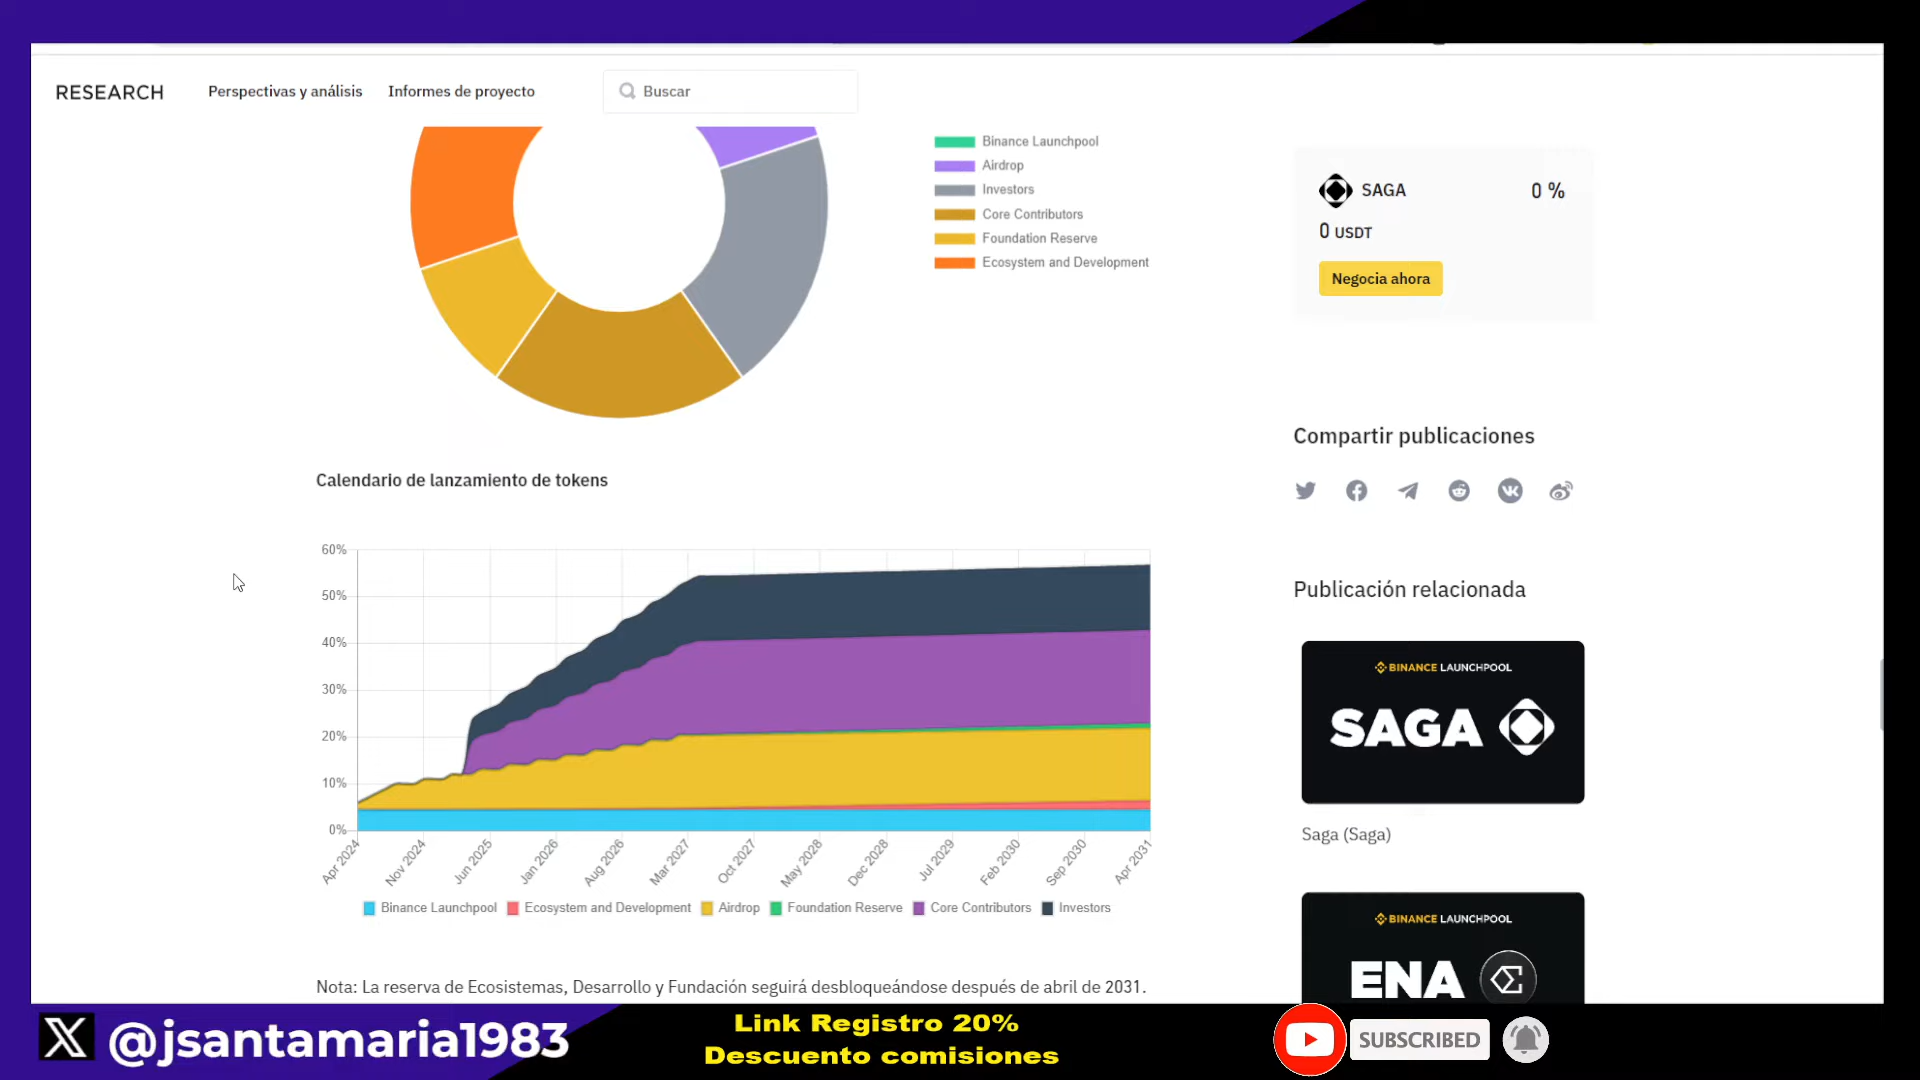 RESEARCH
Perspectivas y análisis
Informes de proyecto
Buscar
Binance Launchpool
Airdrop
Investors
Core Contributors
Foundation Reserve
Ecosystem and Development
SAGA
0 %
0 USDT
Negocia ahora
Compartir publicaciones
Calendario de lanzamiento de tokens
60%
50%
40%
30%
20%
10%
0%
Apr 2024
Nov 2024
Jun 2025
Jan 2026
Aug 2026
Mar 2027
Oct 2027
May 2028
Dec 2028
Jul 2029
Feb 2030
Sep 2030
Apr 2031
Binance Launchpool
Ecosystem and Development
Airdrop
Foundation Reserve
Core Contributors
Investors
Nota: La reserva de Ecosistemas, Desarrollo y Fundación seguirá desbloqueándose después de abril de 2031.
Publicación relacionada
BINANCE LAUNCHPOOL
SAGA
Saga (Saga)
BINANCE LAUNCHPOOL
ENA
@jsantamaria1983
Link Registro 20%
Descuento comisiones
SUBSCRIBED